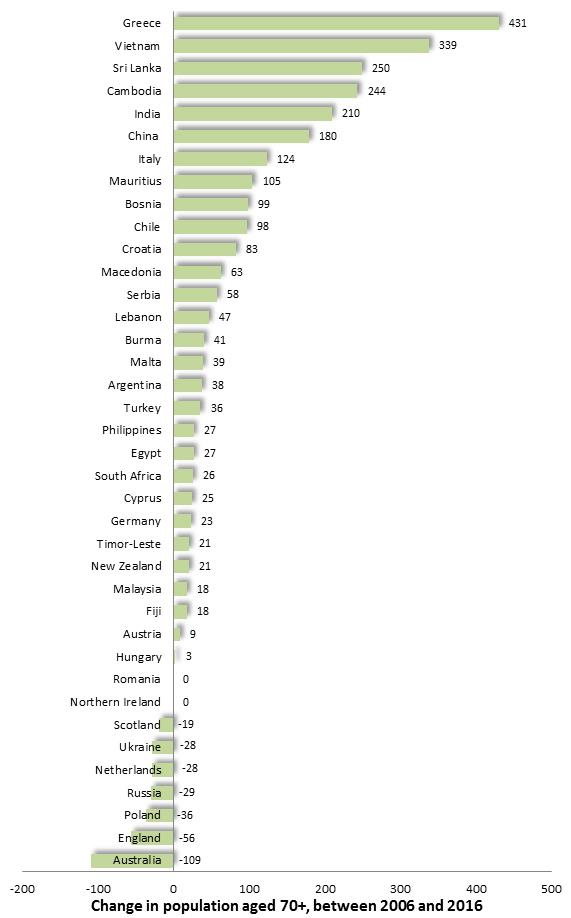 Greece 431
Vietnam 339
Sri Lanka 250
Cambodia 244
India 210
China 180
Italy 124
Mauritius 105
Bosnia 99
Chile 98
Croatia 83
Macedonia 63
Serbia 58
Lebanon 47
Burma 41
Malta 39
Argentina 38
Turkey 36
Philippines 27
Egypt 27
South Africa 26
Cyprus 25
Germany 23
Timor-Leste 21
New Zealand 21
Malaysia 18
Fiji 18
Austria 9
Hungary 3
Romania 0
Northern Ireland 0
Scotland -19
Ukraine -28
Netherlands -28
Russia -29
Poland -36
England -56
Australia -109
-200 -100 0 100 200 300 400 500
Change in population aged 70+, between 2006 and 2016